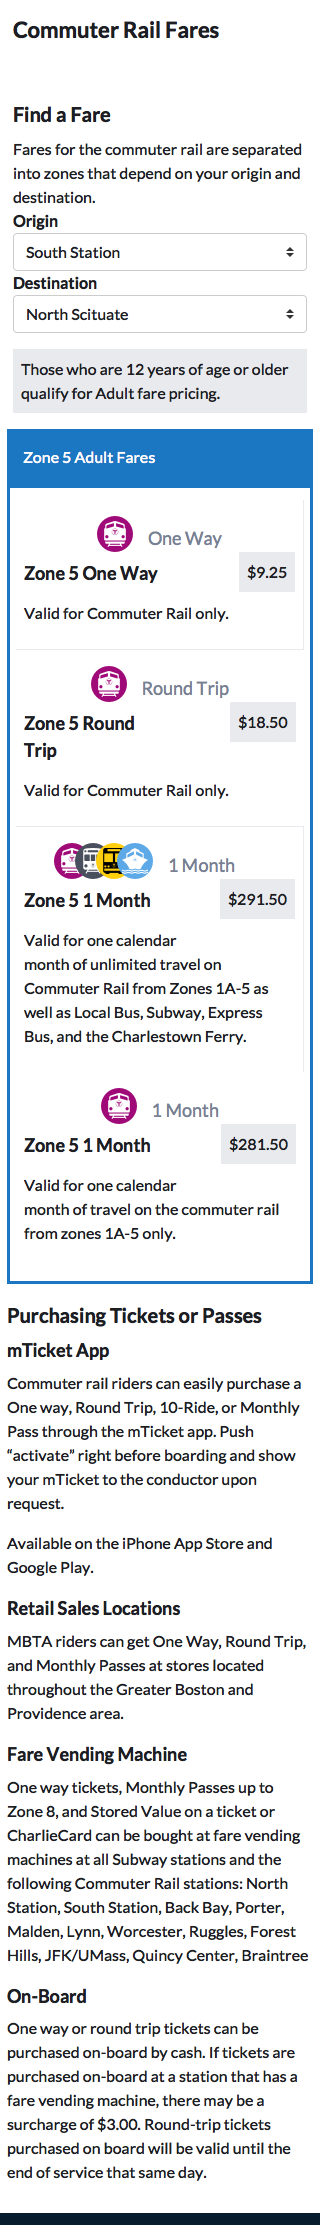 Commuter Rail Fares
Find a Fare
Fares for the commuter rail are separated
into zones that depend on your origin and
destination.
Origin
South Station
Destination
North Scituate
Those who are 12 years of age or older
qualify for Adult fare pricing.
Zone 5 Adult Fares
One Way
Zone 5 One Way
$9.25
Valid for Commuter Rail only.
Round Trip
Zone 5 Round
Trip
$18.50
Valid for Commuter Rail only.
1 Month
Zone 5 1 Month
$291.50
Valid for one calendar
month of unlimited travel on
Commuter Rail from Zones 1A-5 as
well as Local Bus, Subway, Express
Bus, and the Charlestown Ferry.
1 Month
Zone 5 1 Month
$281.50
Valid for one calendar
month of travel on the commuter rail
from zones 1A-5 only.
Purchasing Tickets or Passes
mTicket App
Commuter rail riders can easily purchase a
One way, Round Trip, 10-Ride, or Monthly
Pass through the mTicket app. Push
“activate” right before boarding and show
your mTicket to the conductor upon
request.
Available on the iPhone App Store and
Google Play.
Retail Sales Locations
MBTA riders can get One Way, Round Trip,
and Monthly Passes at stores located
throughout the Greater Boston and
Providence area.
Fare Vending Machine
One way tickets, Monthly Passes up to
Zone 8, and Stored Value on a ticket or
CharlieCard can be bought at fare vending
machines at all Subway stations and the
following Commuter Rail stations: North
Station, South Station, Back Bay, Porter,
Malden, Lynn, Worcester, Ruggles, Forest
Hills, JFK/UMass, Quincy Center, Braintree
On-Board
One way or round trip tickets can be
purchased on-board by cash. If tickets are
purchased on-board at a station that has a
fare vending machine, there may be a
surcharge of $3.00. Round-trip tickets
purchased on board will be valid until the
end of service that same day.